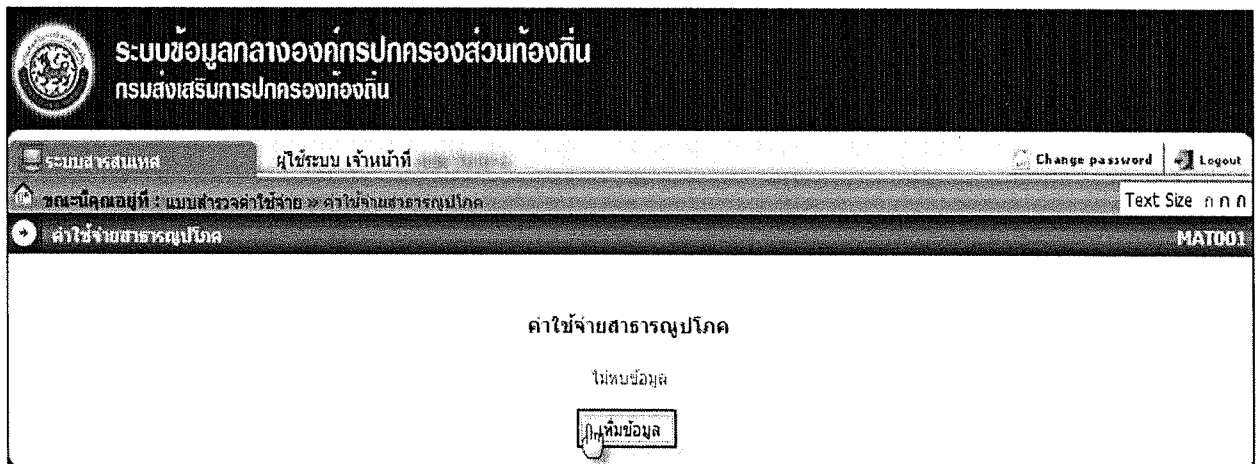 ระบบข้อมูลกลางองค์กรปกครองส่วนท้องถิ่น
กรมส่งเสริมการปกครองท้องถิ่น
ระบบสารสนเทศ ผู้ใช้ระบบ เจ้าหน้าที่ Change password Logout
ขณะนี้คุณอยู่ที่ : แบบสำรวจค่าใช้จ่าย » ค่าใช้จ่ายสาธารณูปโภค Text Size ก ก ก
ค่าใช้จ่ายสาธารณูปโภค MAT001
ค่าใช้จ่ายสาธารณูปโภค
ไม่พบข้อมูล
เพิ่มข้อมูล